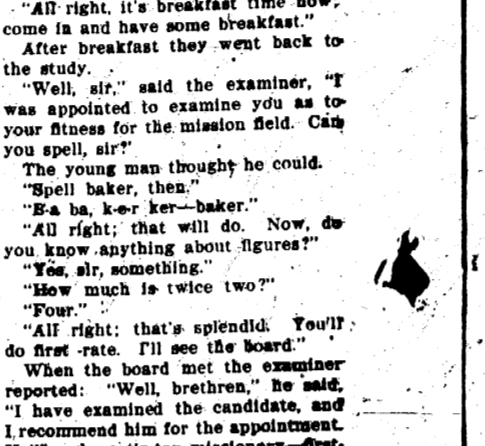 "All right, it's breakfast time now,
come in and have some breakfast."
After breakfast they went back to
the study.
"Well, sir," said the examiner, "I
was appointed to examine you as to
your fitness for the mission field. Can
you spell, sir?'
The young man thought he could.
"Spell baker, then."
"B-a ba, k-e-r ker—baker."
"All right; that will do. Now, do
you know anything about figures?"
"Yes, sir, something."
"How much is twice two?"
"Four."
"All right; that's splendid. You'll
do first -rate. I'll see the board."
When the board met the examiner
reported: "Well, brethren," he said,
"I have examined the candidate, and
I recommend him for the appointment.